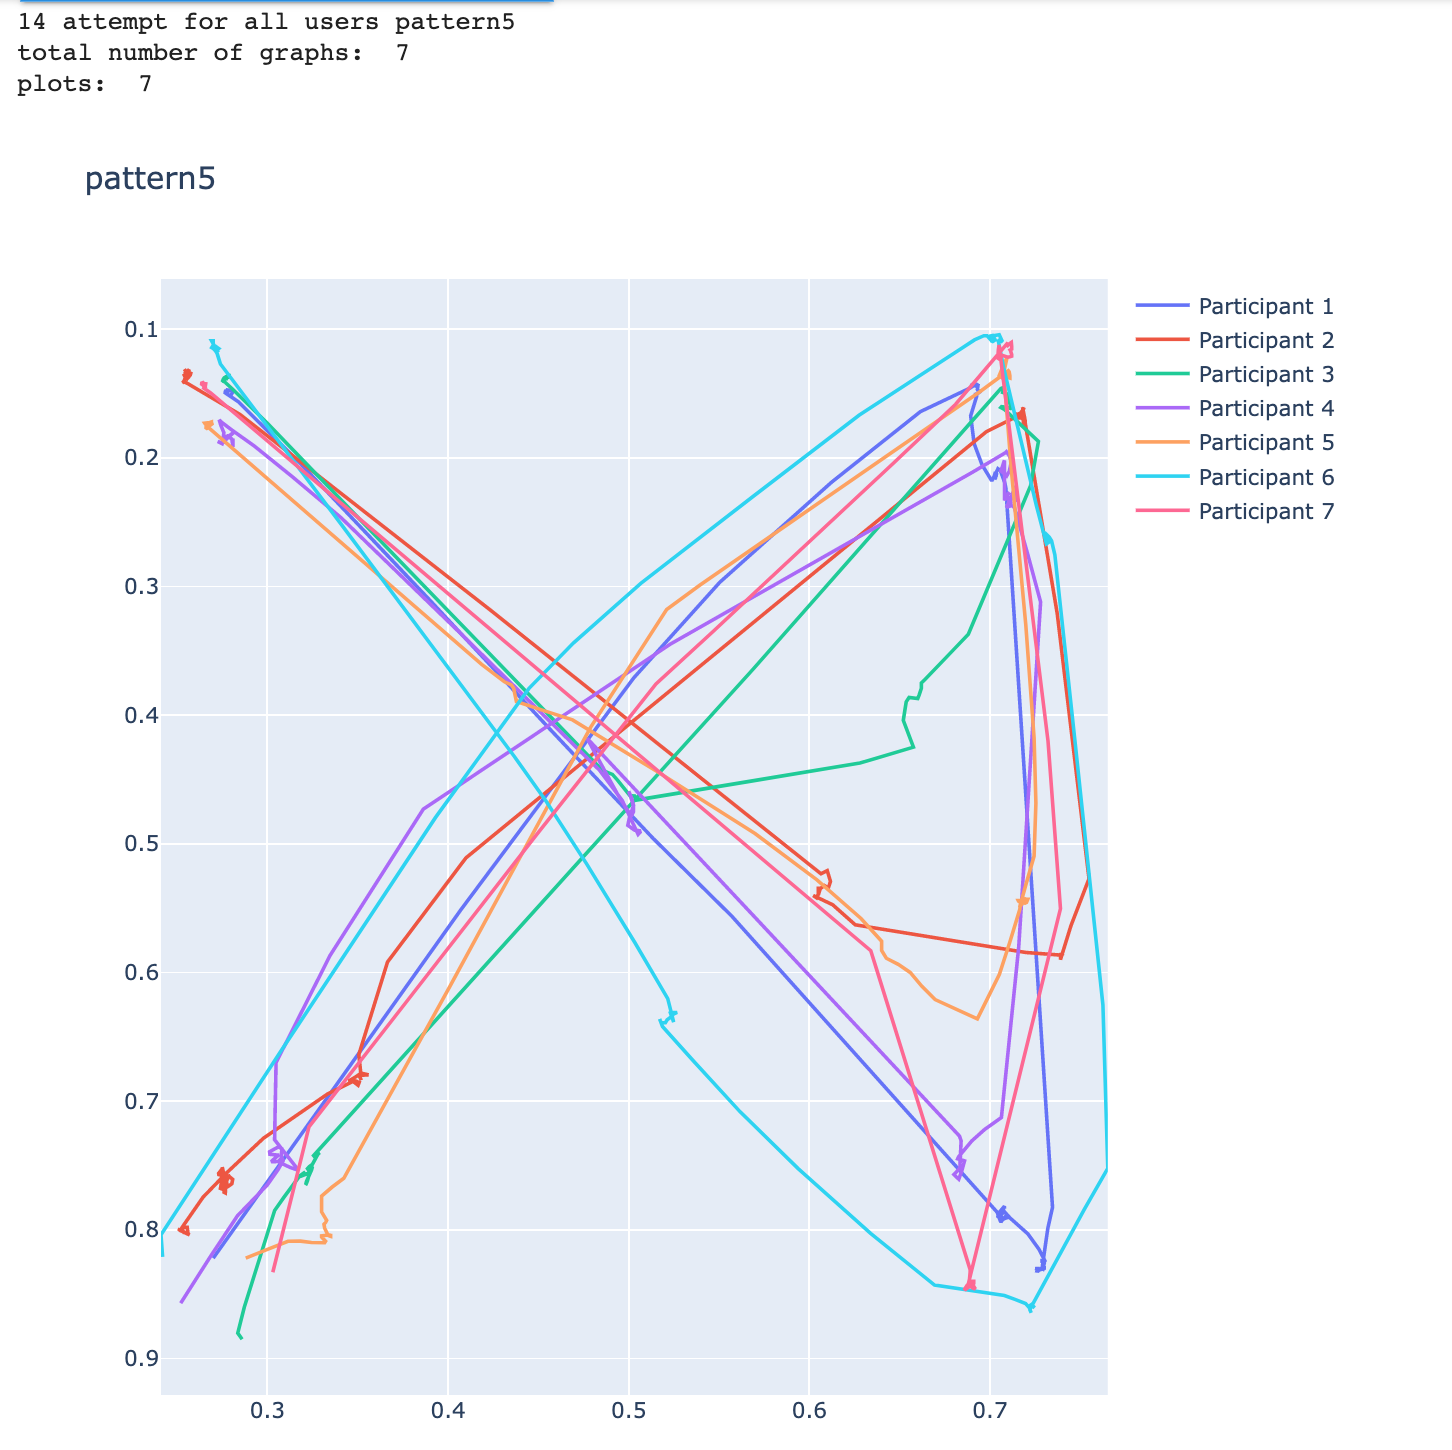 14 attempt for all users pattern5
total number of graphs:  7
plots:  7
pattern5
0.1
0.2
0.3
0.4
0.5
0.6
0.7
0.8
0.9
0.3
0.4
0.5
0.6
0.7
Participant 1
Participant 2
Participant 3
Participant 4
Participant 5
Participant 6
Participant 7